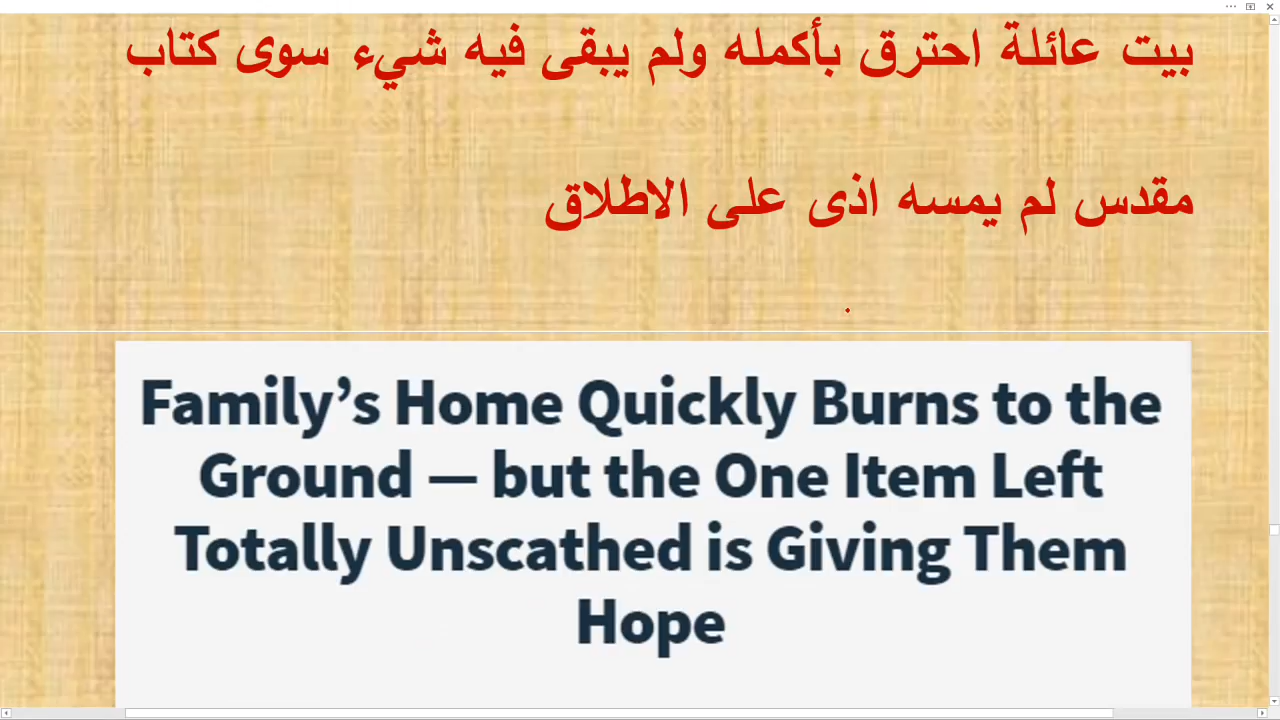 بيت عائلة احترق بأكمله ولم يبقى فيه شيء سوى كتاب
مقدس لم يمسه اذى على الاطلاق
Family’s Home Quickly Burns to the
Ground — but the One Item Left
Totally Unscathed is Giving Them
Hope